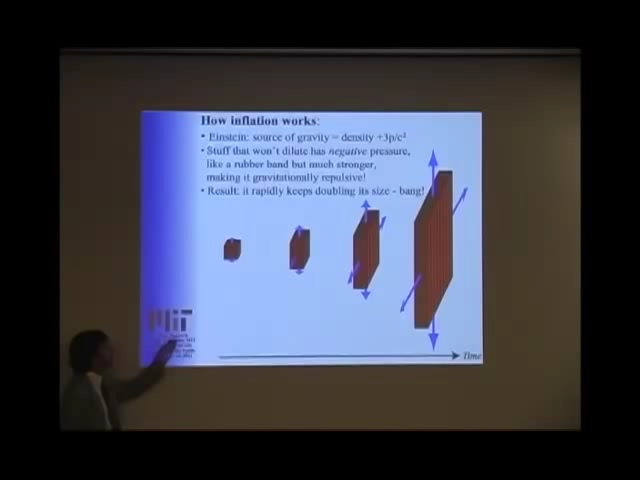 How inflation works:
• Einstein: source of gravity = density +3p/c²
• Stuff that won't dilute has negative pressure,
like a rubber band but much stronger,
making it gravitationally repulsive!
• Result: it rapidly keeps doubling its size - bang!
MIT
Time